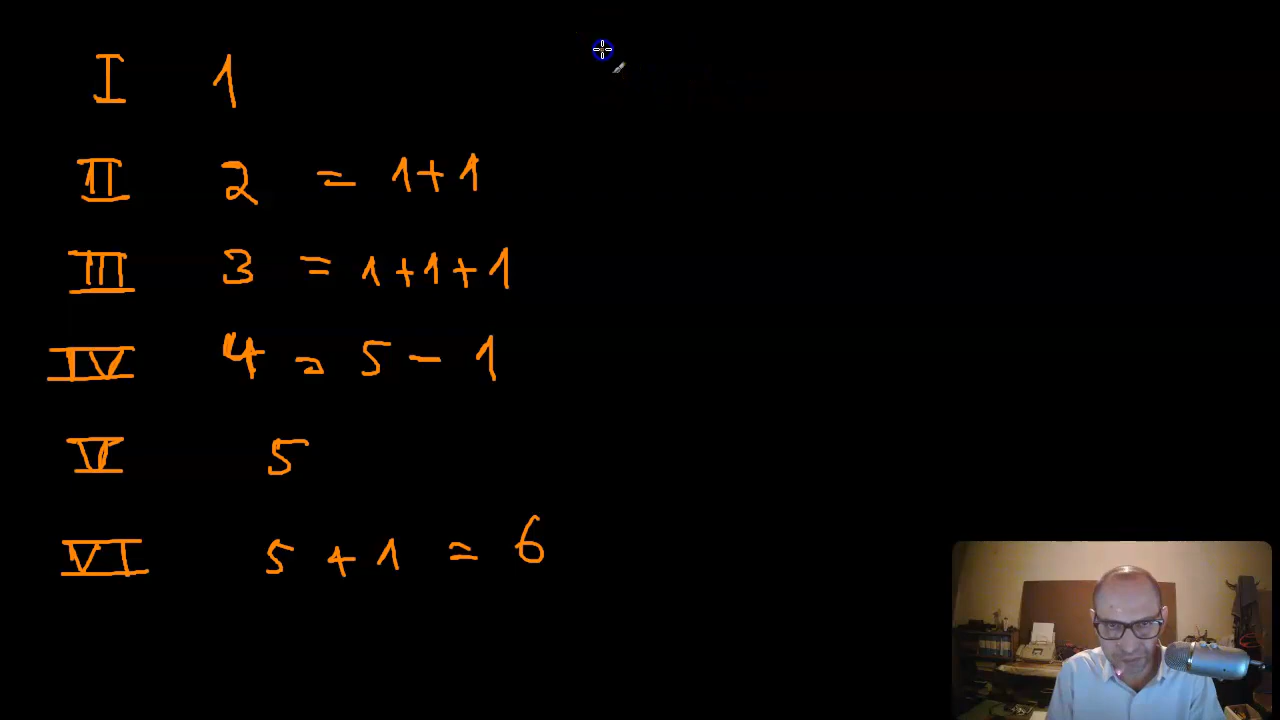 I 1
II 2 = 1+1
III 3 = 1+1+1
IV 4 = 5 - 1
V 5
VI 5 + 1 = 6